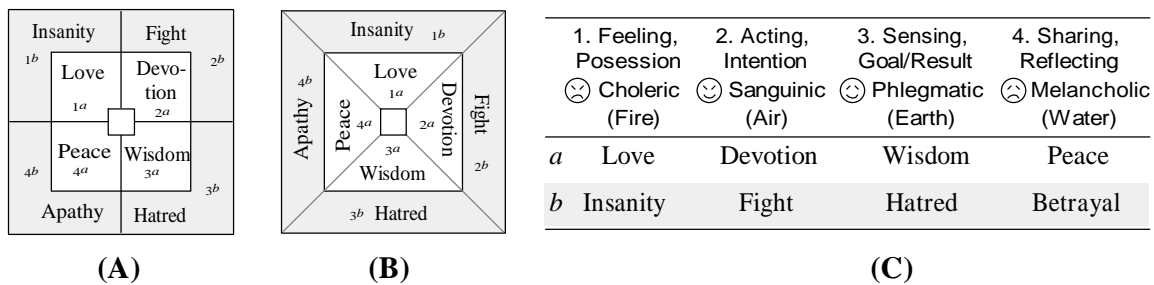 Insanity Fight
1b 2b
Love Devo-
tion
1a 2a
Peace Wisdom
4a 3a
4b 3b
Apathy Hatred
(A)
Insanity 1b
Love
1a
Apathy 4b
Peace 4a
2a Devotion
Fight 2b
3a
Wisdom
3b Hatred
(B)
1. Feeling, 2. Acting, 3. Sensing, 4. Sharing,
Posession Intention Goal/Result Reflecting
Choleric Sanguinic Phlegmatic Melancholic
(Fire) (Air) (Earth) (Water)
a Love Devotion Wisdom Peace
b Insanity Fight Hatred Betrayal
(C)